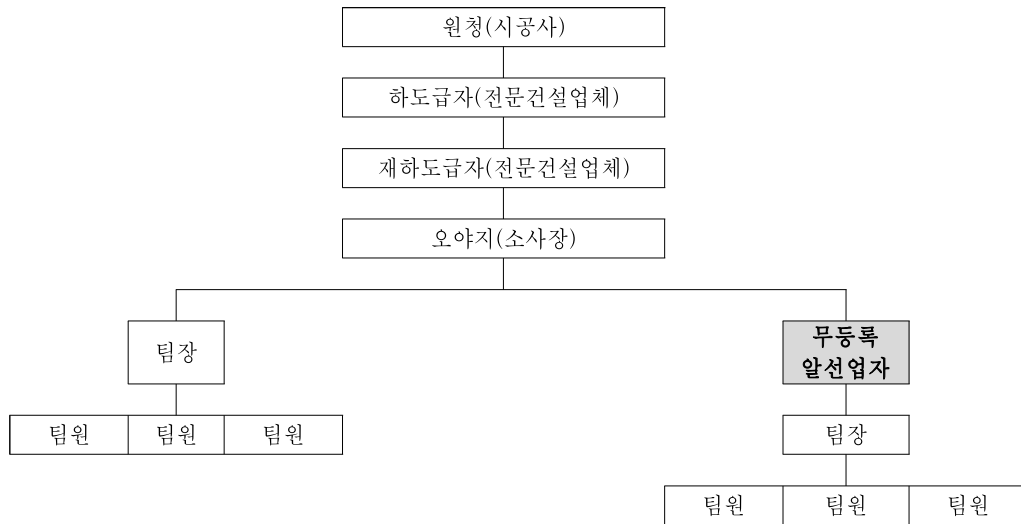 원청(시공사)
하도급자(전문건설업체)
재하도급자(전문건설업체)
오야지(소사장)
팀장
무등록
알선업자
팀원 팀원 팀원
팀장
팀원 팀원 팀원